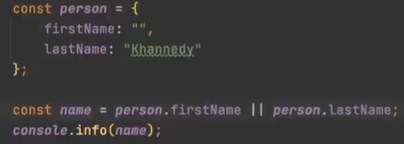 const person = {
firstName: "",
lastName: "Khannedy"
};
const name = person.firstName || person.lastName;
console.info(name);